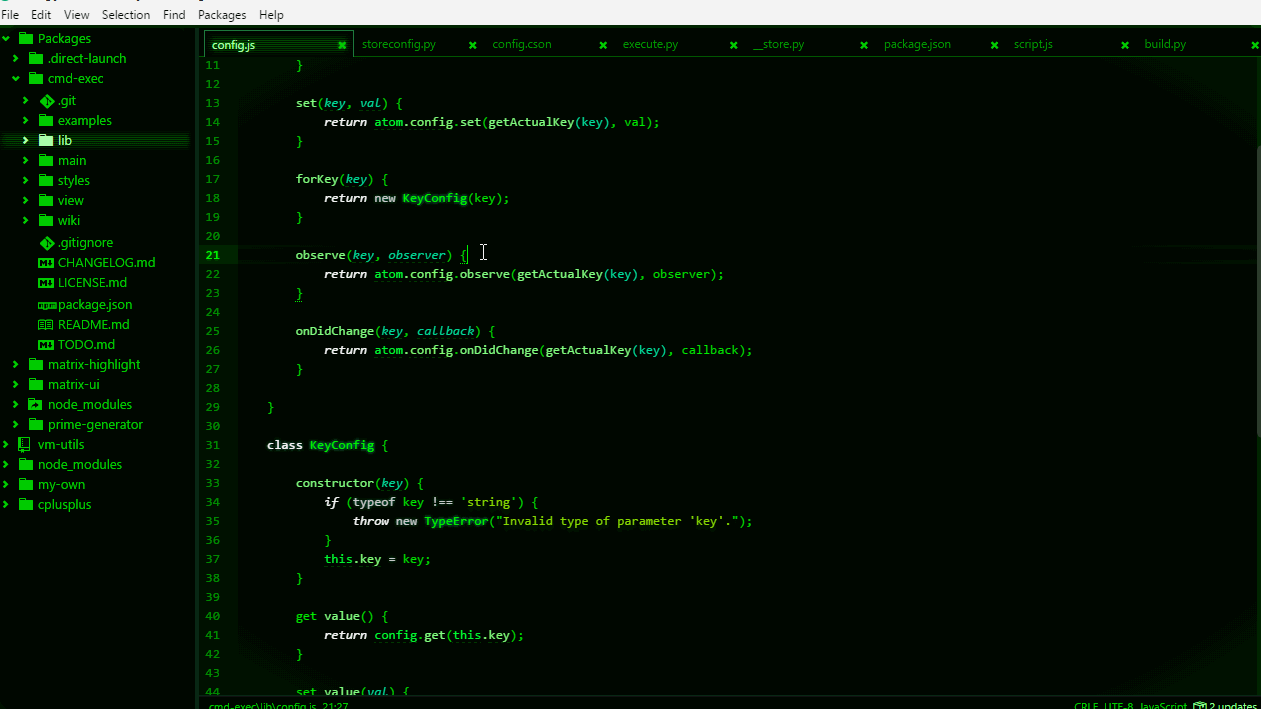 File Edit View Selection Find Packages Help
Packages
.direct-launch
cmd-exec
.git
examples
lib
main
styles
view
wiki
.gitignore
CHANGELOG.md
LICENSE.md
package.json
README.md
TODO.md
matrix-highlight
matrix-ui
node_modules
prime-generator
vm-utils
node_modules
my-own
cplusplus
config.js storeconfig.py config.cson execute.py __store.py package.json script.js build.py
11 }
12
13 set(key, val) {
14 return atom.config.set(getActualKey(key), val);
15 }
16
17 forKey(key) {
18 return new KeyConfig(key);
19 }
20
21 observe(key, observer) {
22 return atom.config.observe(getActualKey(key), observer);
23 }
24
25 onDidChange(key, callback) {
26 return atom.config.onDidChange(getActualKey(key), callback);
27 }
28
29 }
30
31 class KeyConfig {
32
33 constructor(key) {
34 if (typeof key !== 'string') {
35 throw new TypeError("Invalid type of parameter 'key'.");
36 }
37 this.key = key;
38 }
39
40 get value() {
41 return config.get(this.key);
42 }
43
44 set value(val) {
cmd-exec\lib\config.js 21:27 CRLF UTF-8 JavaScript 2 updates